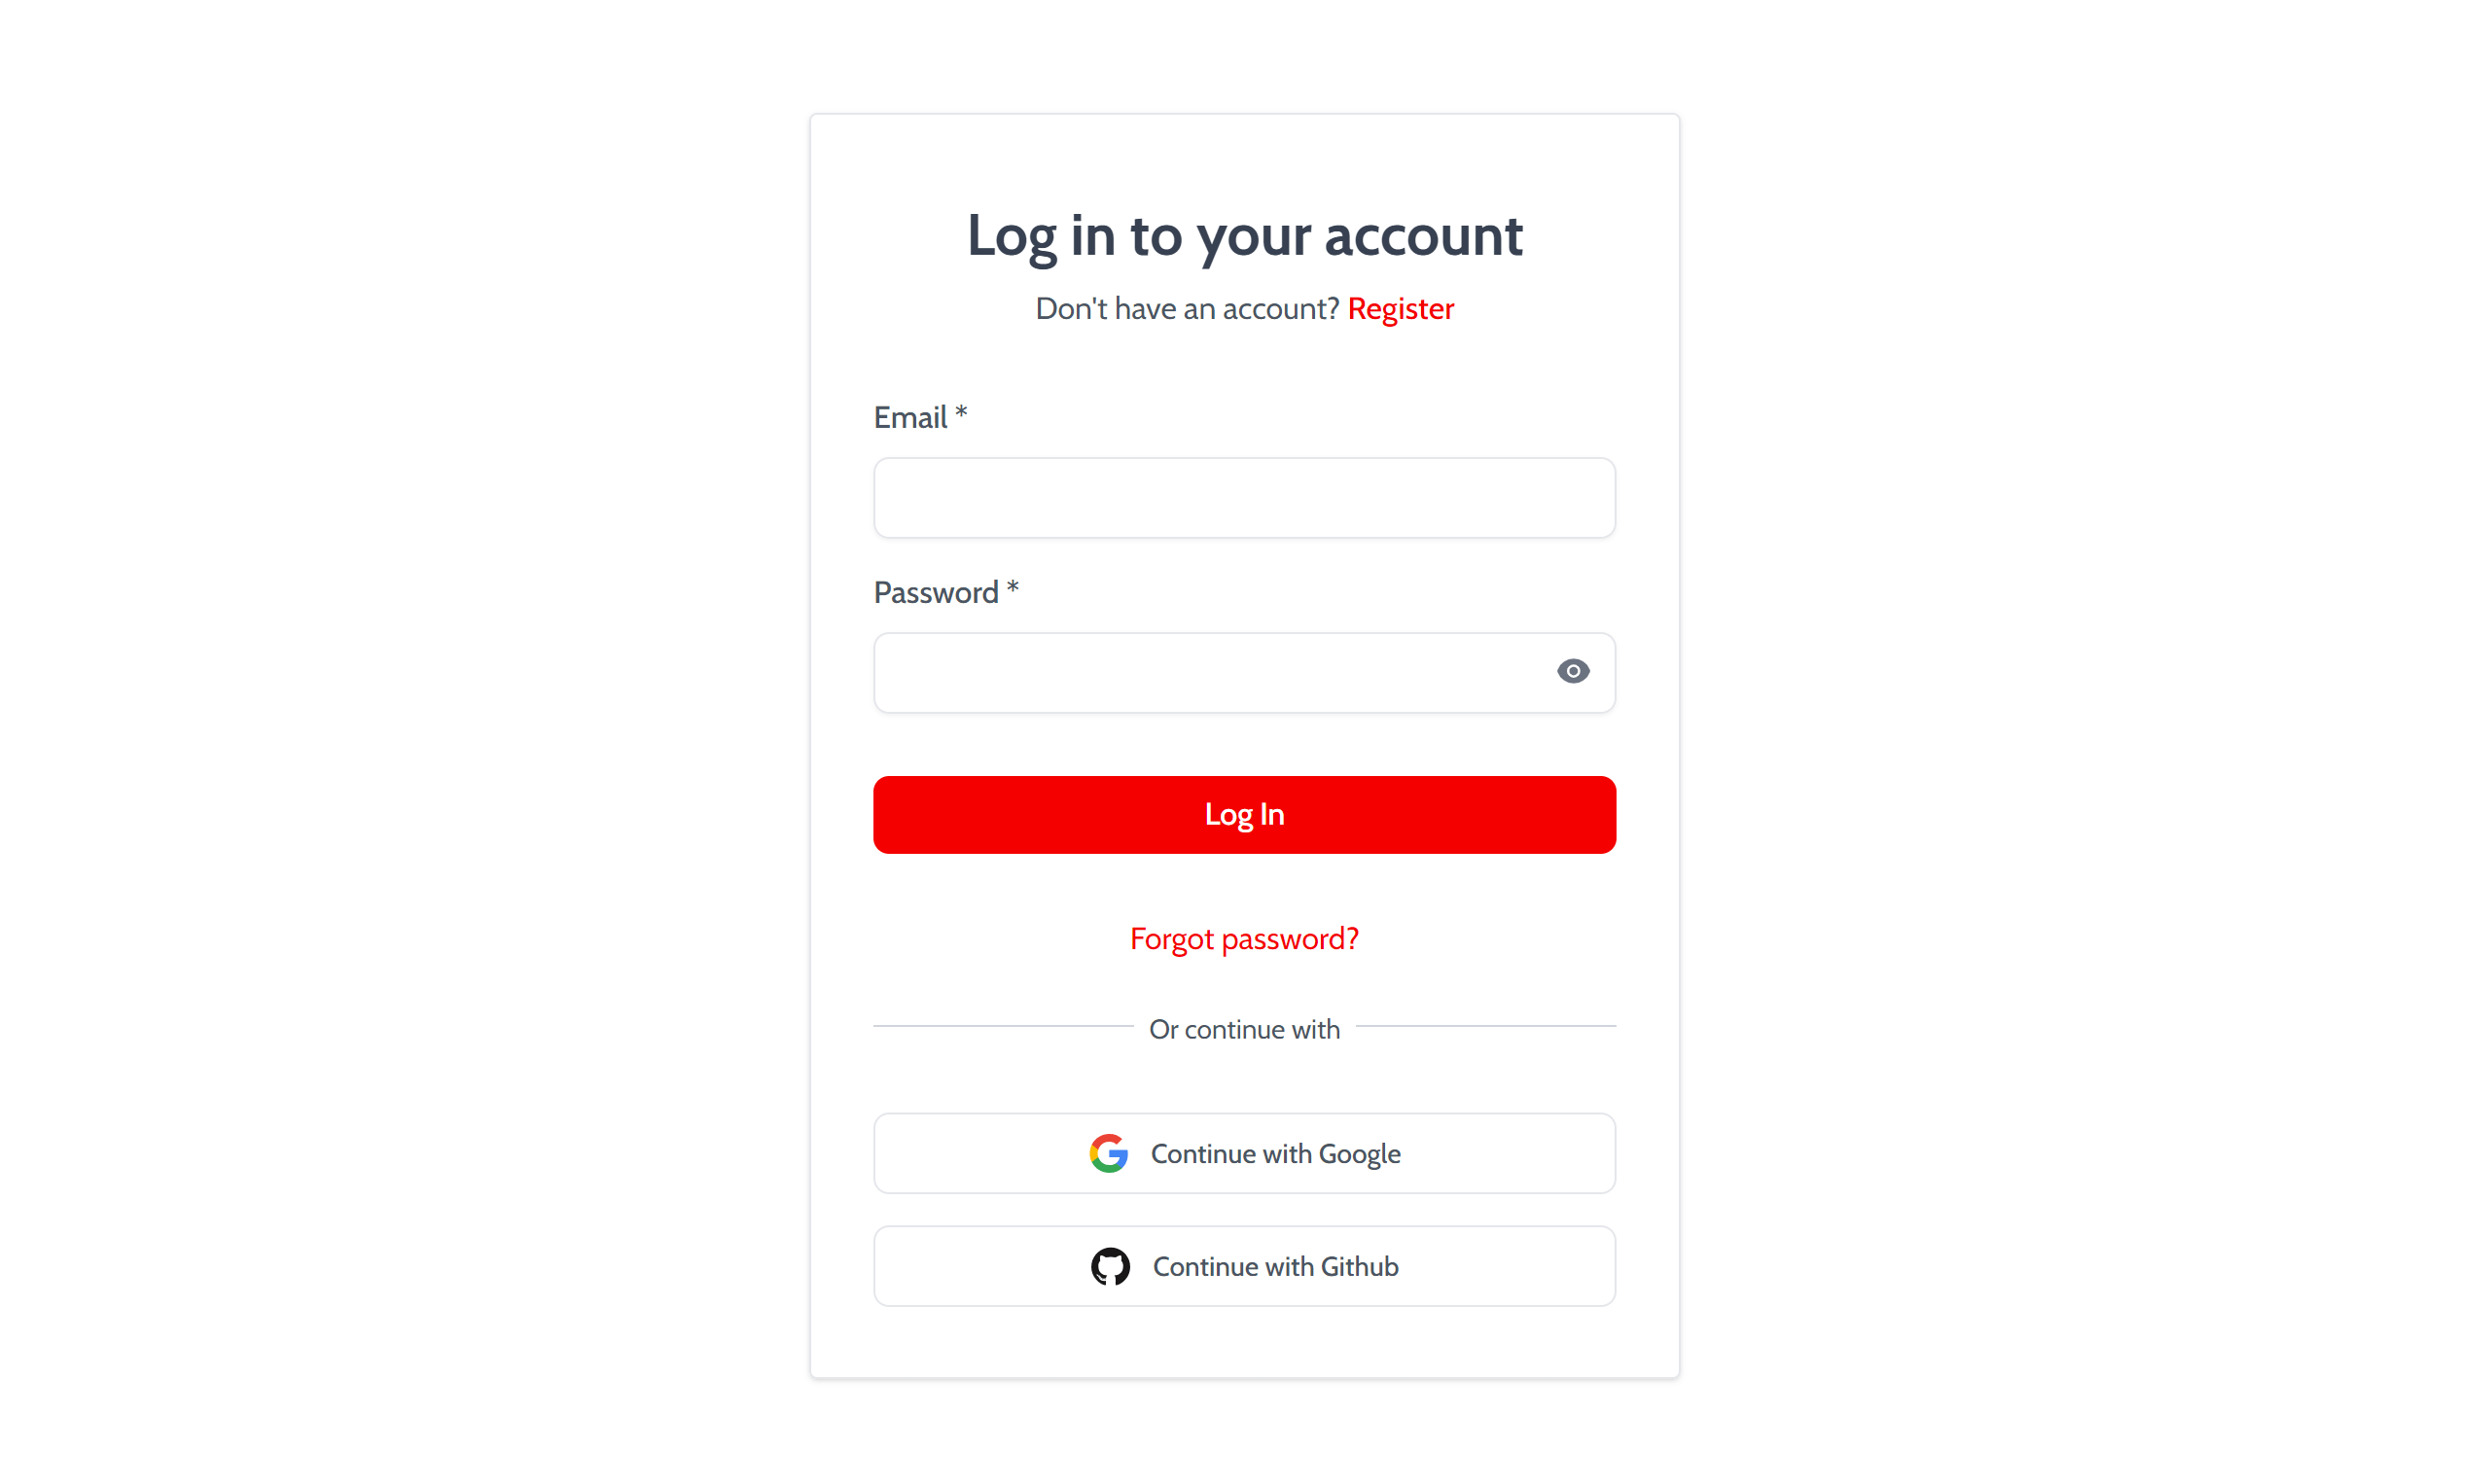 Log in to your account
Don't have an account? Register
Email *
Password *
Log In
Forgot password?
Or continue with
Continue with Google
Continue with Github